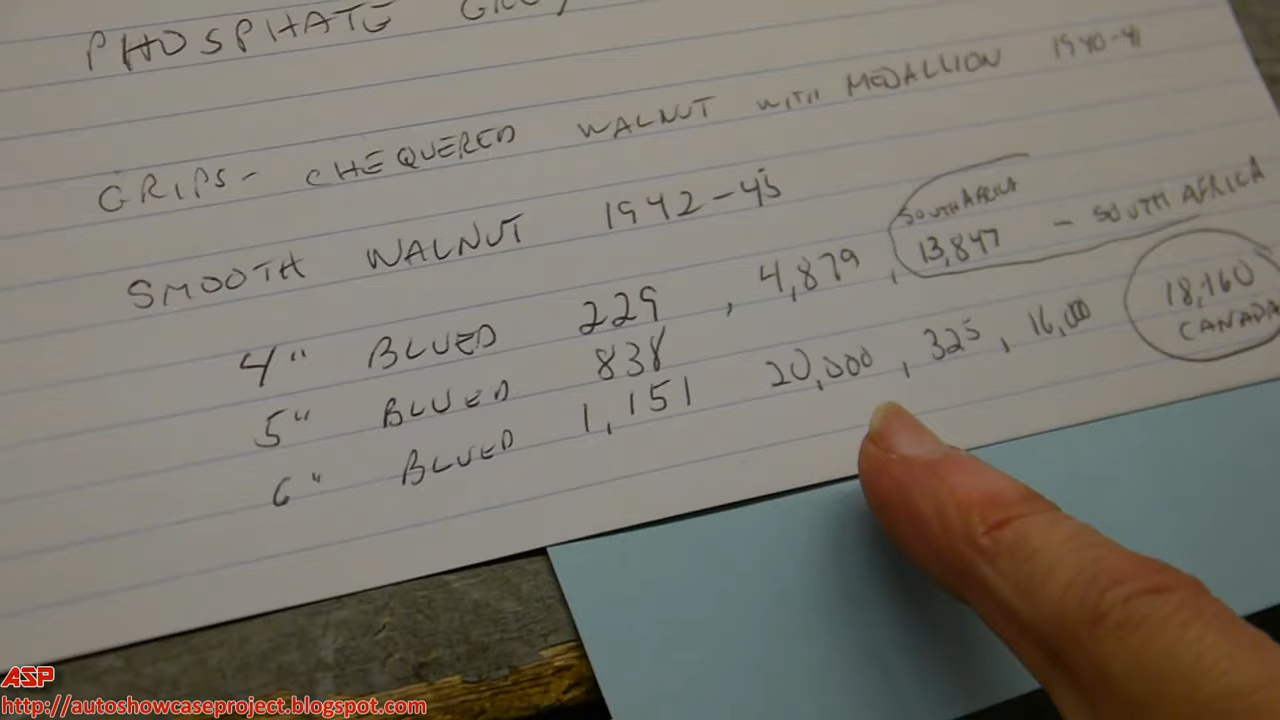 PHOSPHATE
GRIPS- CHEQUERED WALNUT WITH MEDALLION 1940-41
SMOOTH WALNUT 1942-45
SOUTH AFRICA
4" BLUED 229, 4,879, 13,847 - SOUTH AFRICA
5" BLUED 838
6" BLUED 1,151 20,000, 325, 16,000 18,160
CANADA
ASP
http://autoshowcaseproject.blogspot.com